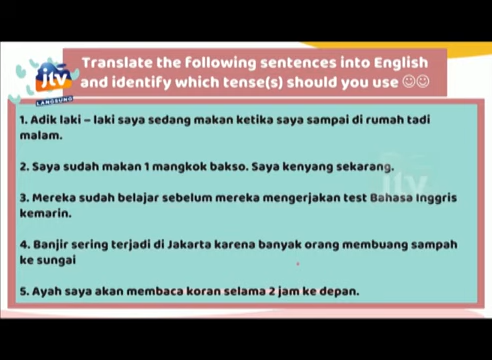 jtv
LANGSUNG
Translate the following sentences into English
and identify which tense(s) should you use ☺☺
1. Adik laki – laki saya sedang makan ketika saya sampai di rumah tadi
malam.
2. Saya sudah makan 1 mangkok bakso. Saya kenyang sekarang.
jtv
3. Mereka sudah belajar sebelum mereka mengerjakan test Bahasa Inggris
kemarin.
4. Banjir sering terjadi di Jakarta karena banyak orang membuang sampah
ke sungai
5. Ayah saya akan membaca koran selama 2 jam ke depan.